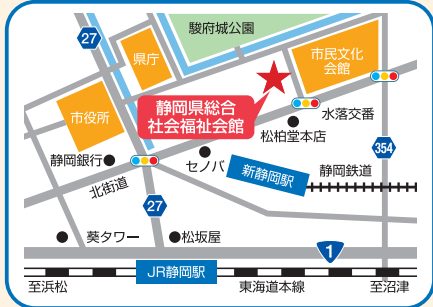 駿府城公園
27
県庁
市民文化
会館
市役所
静岡県総合
社会福祉会館
水落交番
松柏堂本店
静岡銀行
セノバ
354
静岡鉄道
新静岡駅
北街道
27
葵タワー
松坂屋
1
JR静岡駅
至浜松
東海道本線
至沼津